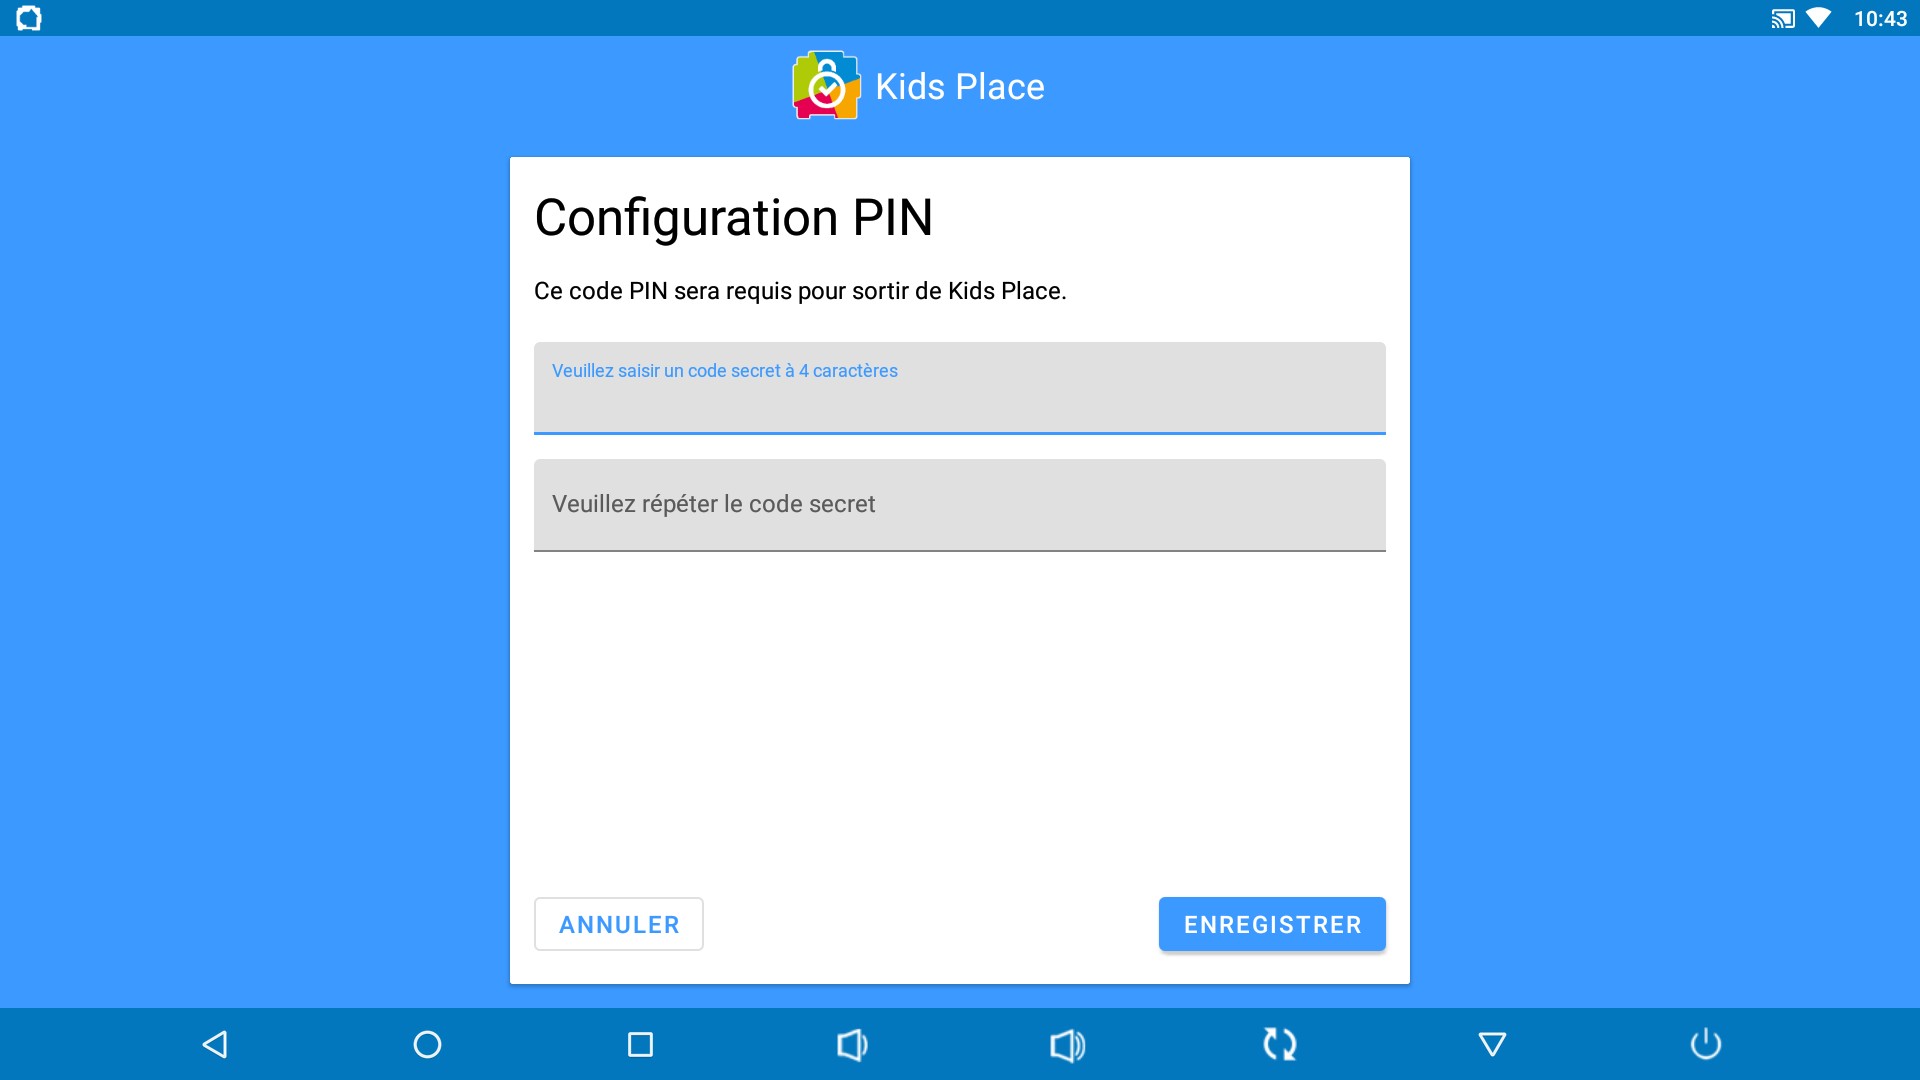 10:43
Kids Place
Configuration PIN
Ce code PIN sera requis pour sortir de Kids Place.
Veuillez saisir un code secret à 4 caractères
Veuillez répéter le code secret
ANNULER
ENREGISTRER